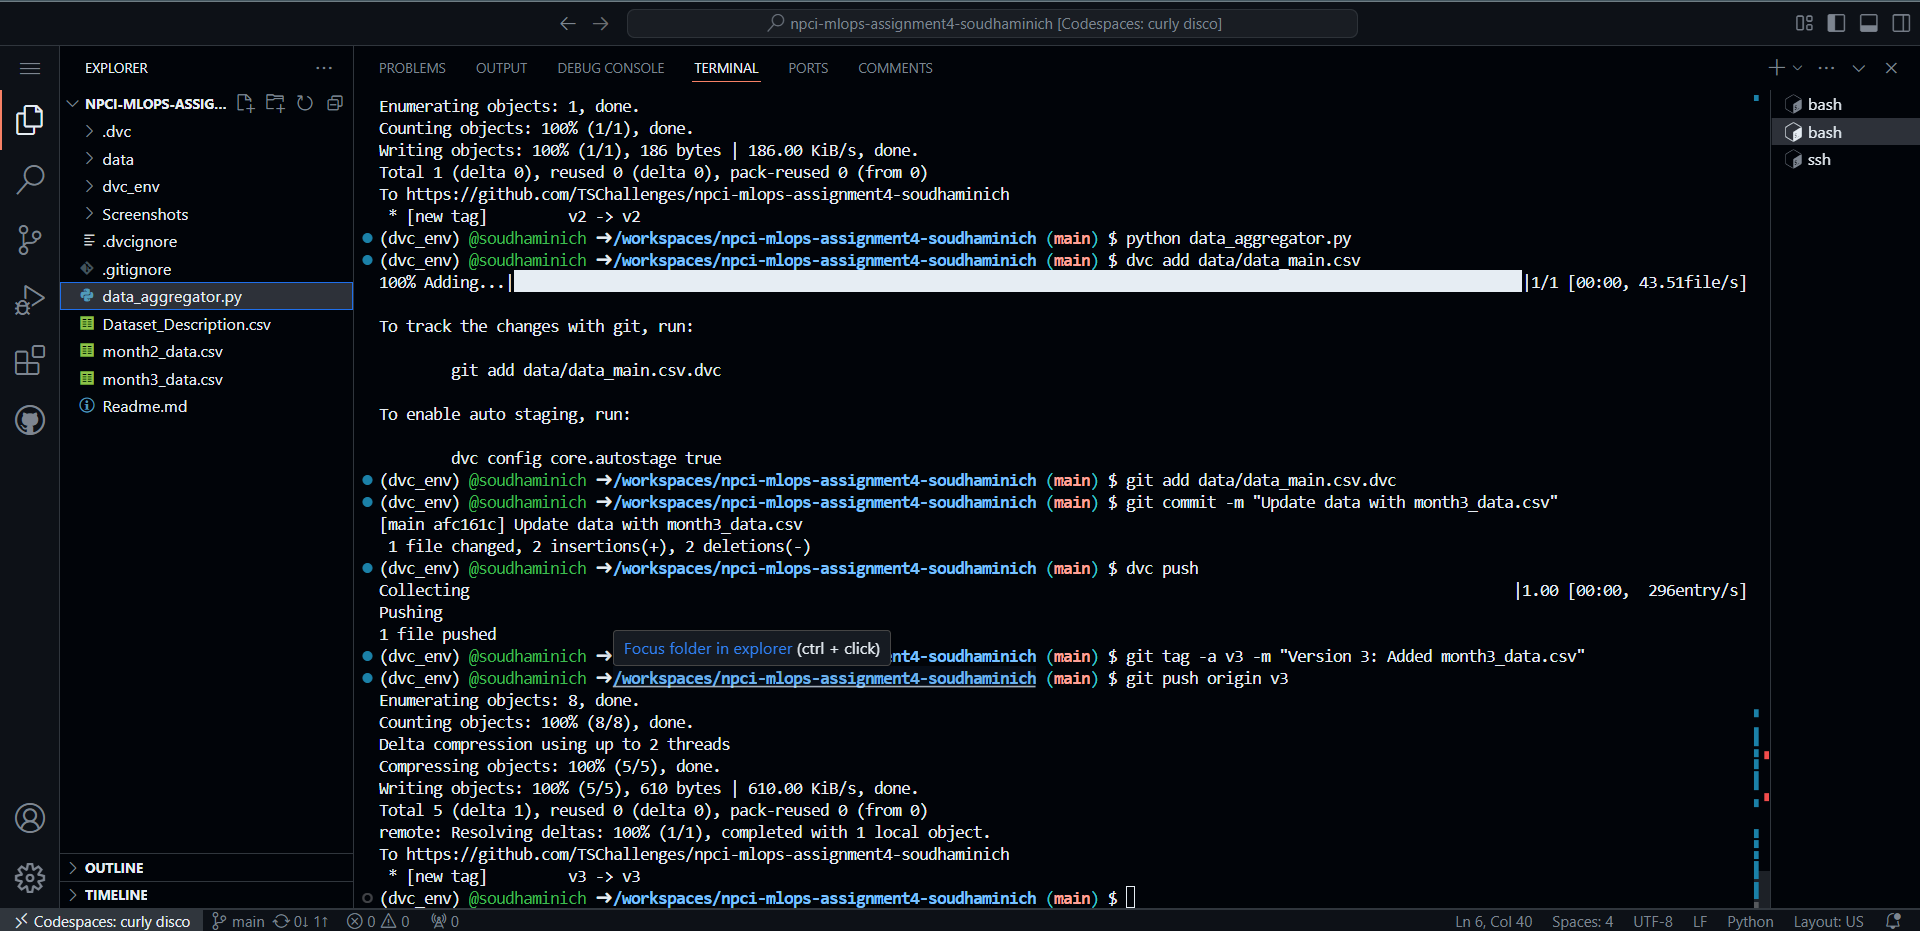 npci-mlops-assignment4-soudhaminich [Codespaces: curly disco]
EXPLORER
NPCI-MLOPS-ASSIG...
.dvc
data
dvc_env
Screenshots
.dvcignore
.gitignore
data_aggregator.py
Dataset_Description.csv
month2_data.csv
month3_data.csv
Readme.md
OUTLINE
TIMELINE
PROBLEMS OUTPUT DEBUG CONSOLE TERMINAL PORTS COMMENTS
Enumerating objects: 1, done.
Counting objects: 100% (1/1), done.
Writing objects: 100% (1/1), 186 bytes | 186.00 KiB/s, done.
Total 1 (delta 0), reused 0 (delta 0), pack-reused 0 (from 0)
To https://github.com/TSChallenges/npci-mlops-assignment4-soudhaminich
* [new tag] v2 -> v2
(dvc_env) @soudhaminich ➜/workspaces/npci-mlops-assignment4-soudhaminich (main) $ python data_aggregator.py
(dvc_env) @soudhaminich ➜/workspaces/npci-mlops-assignment4-soudhaminich (main) $ dvc add data/data_main.csv
100% Adding...| |1/1 [00:00, 43.51file/s]
To track the changes with git, run:
git add data/data_main.csv.dvc
To enable auto staging, run:
dvc config core.autostage true
(dvc_env) @soudhaminich ➜/workspaces/npci-mlops-assignment4-soudhaminich (main) $ git add data/data_main.csv.dvc
(dvc_env) @soudhaminich ➜/workspaces/npci-mlops-assignment4-soudhaminich (main) $ git commit -m "Update data with month3_data.csv"
[main afc161c] Update data with month3_data.csv
1 file changed, 2 insertions(+), 2 deletions(-)
(dvc_env) @soudhaminich ➜/workspaces/npci-mlops-assignment4-soudhaminich (main) $ dvc push
Collecting |1.00 [00:00, 296entry/s]
Pushing
1 file pushed
Focus folder in explorer (ctrl + click)
(dvc_env) @soudhaminich ➜ nt4-soudhaminich (main) $ git tag -a v3 -m "Version 3: Added month3_data.csv"
(dvc_env) @soudhaminich ➜/workspaces/npci-mlops-assignment4-soudhaminich (main) $ git push origin v3
Enumerating objects: 8, done.
Counting objects: 100% (8/8), done.
Delta compression using up to 2 threads
Compressing objects: 100% (5/5), done.
Writing objects: 100% (5/5), 610 bytes | 610.00 KiB/s, done.
Total 5 (delta 1), reused 0 (delta 0), pack-reused 0 (from 0)
remote: Resolving deltas: 100% (1/1), completed with 1 local object.
To https://github.com/TSChallenges/npci-mlops-assignment4-soudhaminich
* [new tag] v3 -> v3
(dvc_env) @soudhaminich ➜/workspaces/npci-mlops-assignment4-soudhaminich (main) $
bash
bash
ssh
Codespaces: curly disco main 0↓ 1↑ 0 0 0 Ln 6, Col 40 Spaces: 4 UTF-8 LF Python Layout: US